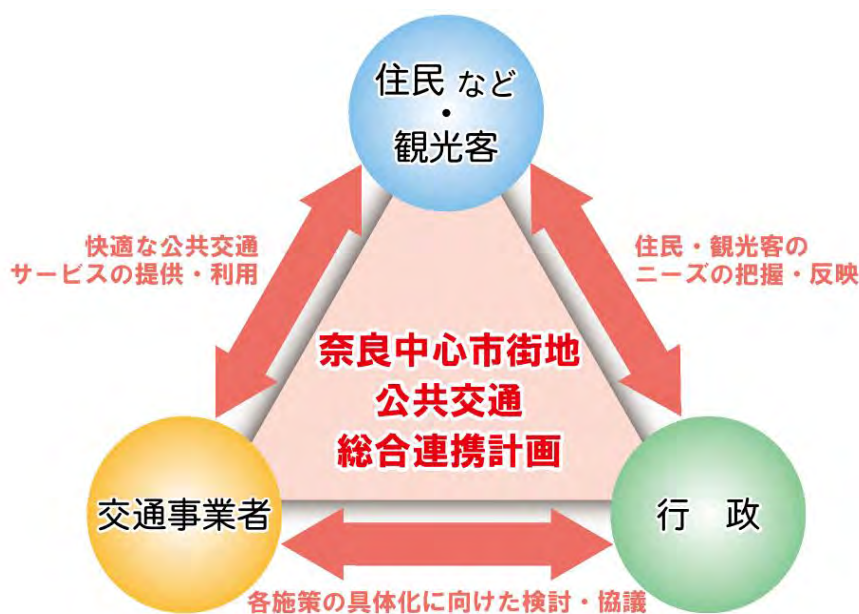 住民 など
・
観光客
快適な公共交通
サービスの提供・利用
住民・観光客の
ニーズの把握・反映
奈良中心市街地
公共交通
総合連携計画
交通事業者
行 政
各施策の具体化に向けた検討・協議